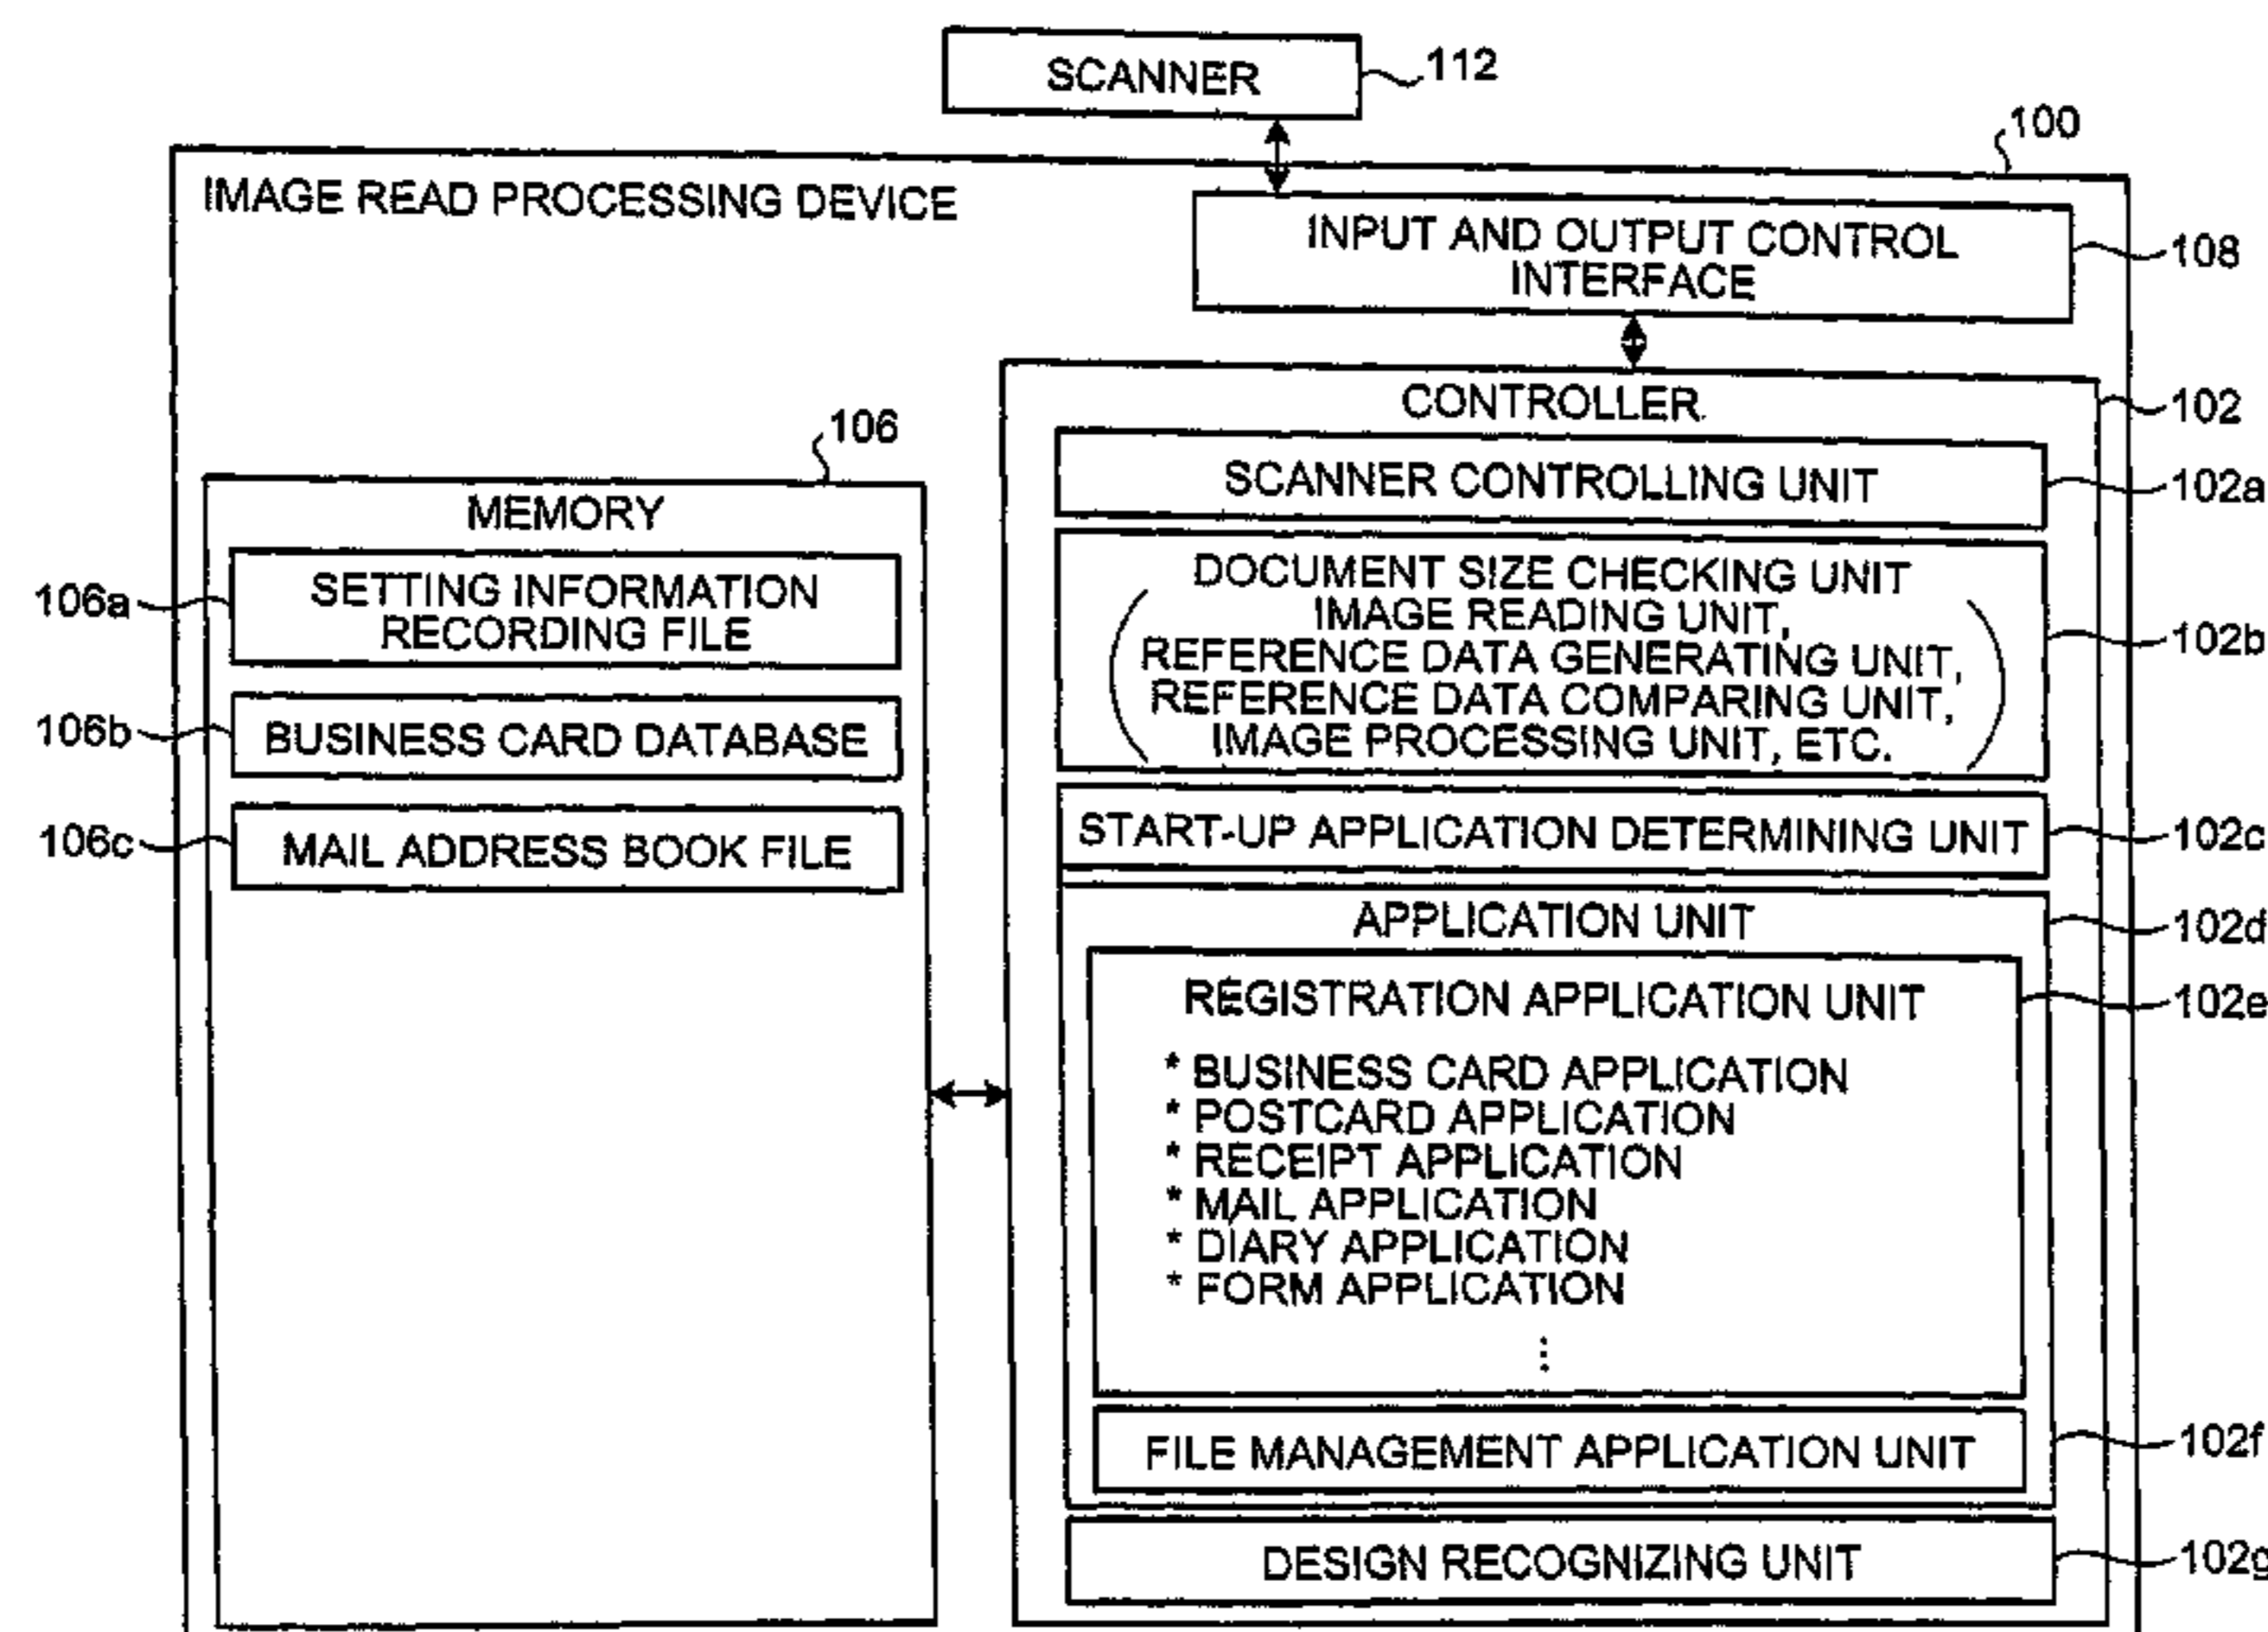 SCANNER
112
100
IMAGE READ PROCESSING DEVICE
INPUT AND OUTPUT CONTROL
INTERFACE
108
CONTROLLER
102
SCANNER CONTROLLING UNIT
102a
DOCUMENT SIZE CHECKING UNIT
IMAGE READING UNIT,
REFERENCE DATA GENERATING UNIT,
REFERENCE DATA COMPARING UNIT,
IMAGE PROCESSING UNIT, ETC.
102b
START-UP APPLICATION DETERMINING UNIT
102c
APPLICATION UNIT
102d
REGISTRATION APPLICATION UNIT
102e
* BUSINESS CARD APPLICATION
* POSTCARD APPLICATION
* RECEIPT APPLICATION
* MAIL APPLICATION
* DIARY APPLICATION
* FORM APPLICATION
⋮
FILE MANAGEMENT APPLICATION UNIT
102f
DESIGN RECOGNIZING UNIT
102g
106
MEMORY
106a
SETTING INFORMATION
RECORDING FILE
106b
BUSINESS CARD DATABASE
106c
MAIL ADDRESS BOOK FILE